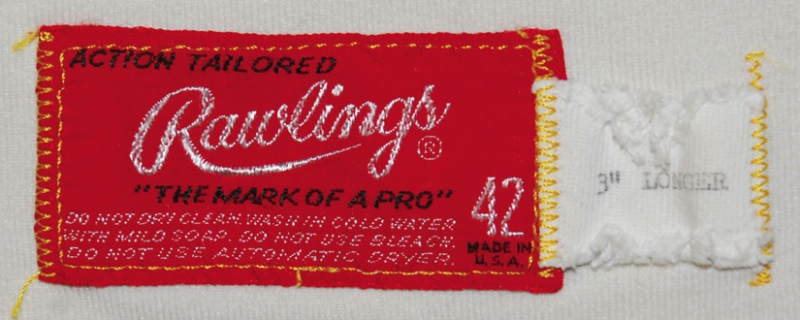 ACTION TAILORED
Rawlings ®
"THE MARK OF A PRO"
42
DO NOT DRY CLEAN. WASH IN COLD WATER
WITH MILD SOAP. DO NOT USE BLEACH.
DO NOT USE AUTOMATIC DRYER.
MADE IN
U.S.A.
3" LONGER